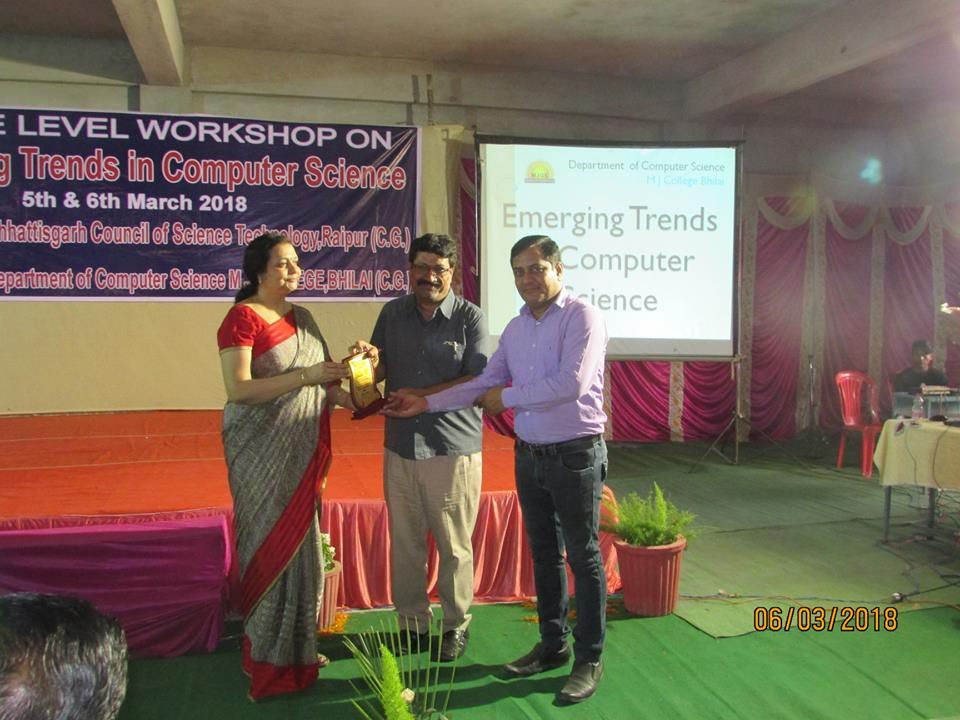 E LEVEL WORKSHOP ON
g Trends in Computer Science
5th & 6th March 2018
hhattisgarh Council of Science Technology,Raipur (C.G.)
epartment of Computer Science M EGE,BHILAI (C.G.)
Department of Computer Science
M J College Bhilai
Emerging Trends
Computer
Science
06/03/2018